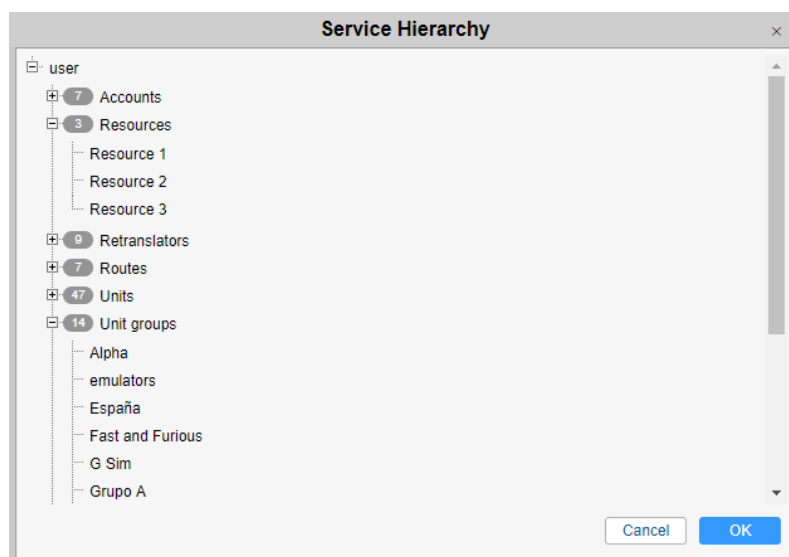 Service Hierarchy
user
7 Accounts
3 Resources
Resource 1
Resource 2
Resource 3
9 Retranslators
7 Routes
47 Units
14 Unit groups
Alpha
emulators
España
Fast and Furious
G Sim
Grupo A
Cancel OK